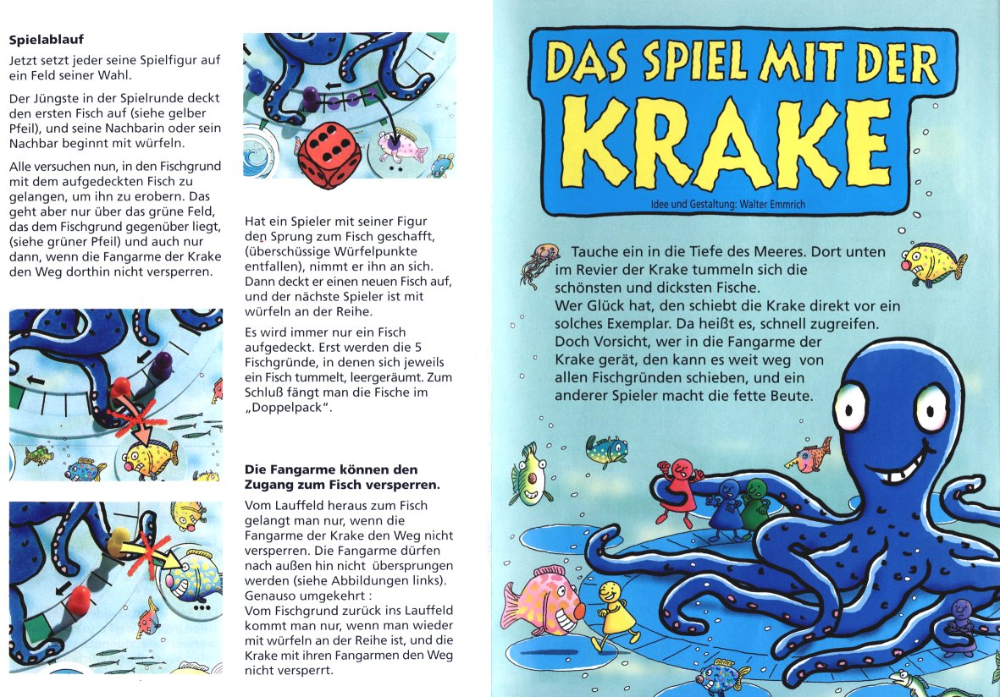 Spielablauf
Jetzt setzt jeder seine Spielfigur auf
ein Feld seiner Wahl.
Der Jüngste in der Spielrunde deckt
den ersten Fisch auf (siehe gelber
Pfeil), und seine Nachbarin oder sein
Nachbar beginnt mit würfeln.
Alle versuchen nun, in den Fischgrund
mit dem aufgedeckten Fisch zu
gelangen, um ihn zu erobern. Das
geht aber nur über das grüne Feld,
das dem Fischgrund gegenüber liegt,
(siehe grüner Pfeil) und auch nur
dann, wenn die Fangarme der Krake
den Weg dorthin nicht versperren.
Hat ein Spieler mit seiner Figur
den Sprung zum Fisch geschafft,
(überschüssige Würfelpunkte
entfallen), nimmt er ihn an sich.
Dann deckt er einen neuen Fisch auf,
und der nächste Spieler ist mit
würfeln an der Reihe.
Es wird immer nur ein Fisch
aufgedeckt. Erst werden die 5
Fischgründe, in denen sich jeweils
ein Fisch tummelt, leergeräumt. Zum
Schluß fängt man die Fische im
„Doppelpack“.
Die Fangarme können den
Zugang zum Fisch versperren.
Vom Lauffeld heraus zum Fisch
gelangt man nur, wenn die
Fangarme der Krake den Weg nicht
versperren. Die Fangarme dürfen
nach außen hin nicht übersprungen
werden (siehe Abbildungen links).
Genauso umgekehrt :
Vom Fischgrund zurück ins Lauffeld
kommt man nur, wenn man wieder
mit würfeln an der Reihe ist, und die
Krake mit ihren Fangarmen den Weg
nicht versperrt.
DAS SPIEL MIT DER
KRAKE
Idee und Gestaltung: Walter Emmrich
Tauche ein in die Tiefe des Meeres. Dort unten
im Revier der Krake tummeln sich die
schönsten und dicksten Fische.
Wer Glück hat, den schiebt die Krake direkt vor ein
solches Exemplar. Da heißt es, schnell zugreifen.
Doch Vorsicht, wer in die Fangarme der
Krake gerät, den kann es weit weg von
allen Fischgründen schieben, und ein
anderer Spieler macht die fette Beute.